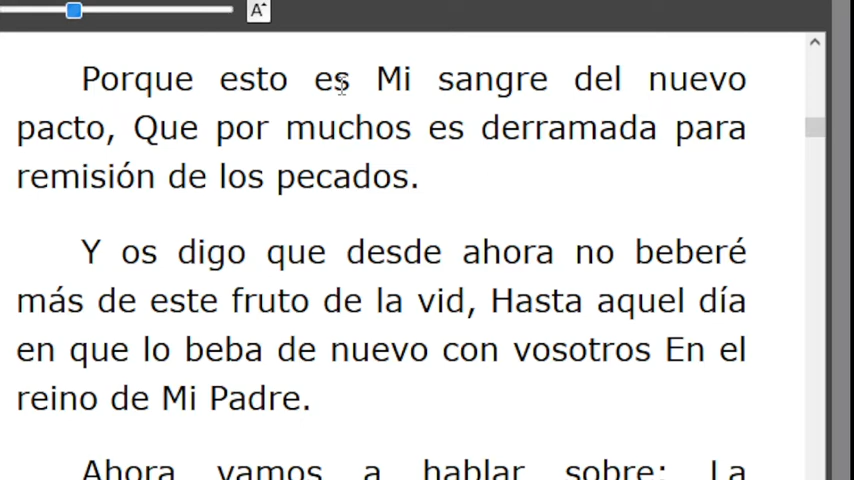 A
Porque esto es Mi sangre del nuevo
pacto, Que por muchos es derramada para
remisión de los pecados.
Y os digo que desde ahora no beberé
más de este fruto de la vid, Hasta aquel día
en que lo beba de nuevo con vosotros En el
reino de Mi Padre.
Ahora vamos a hablar sobre: La